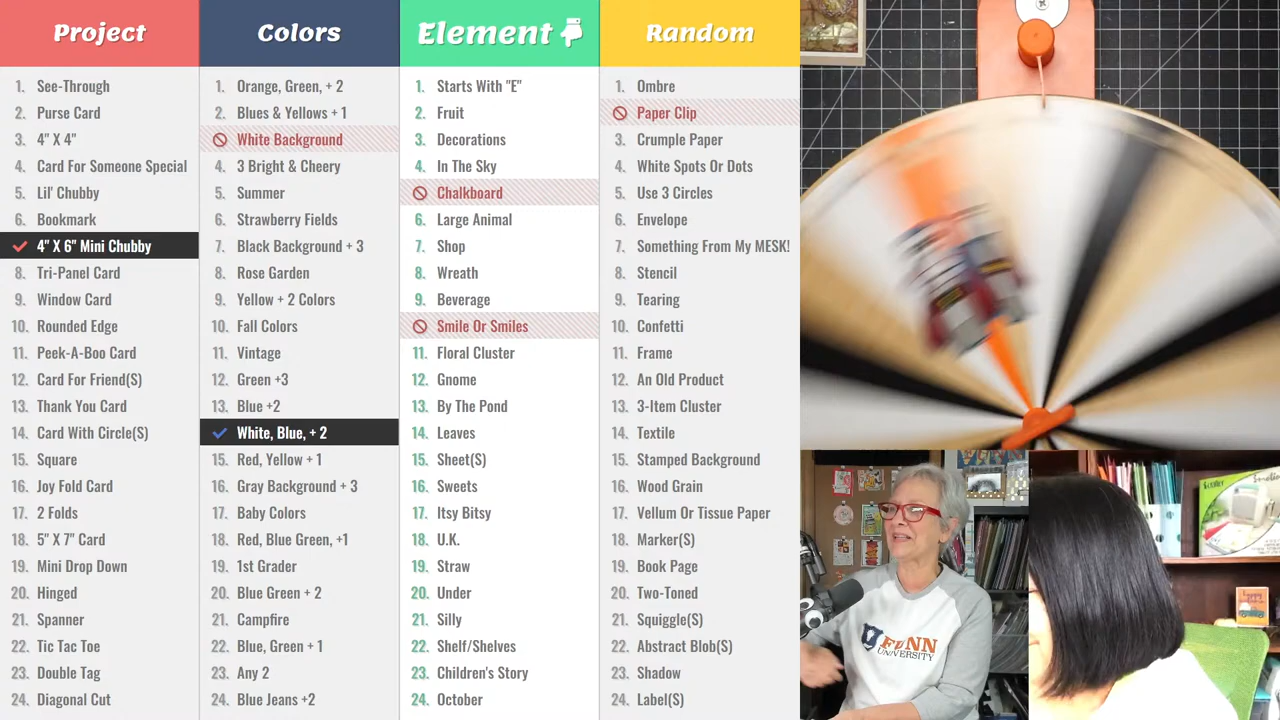 Project
1. See-Through
2. Purse Card
3. 4" X 4"
4. Card For Someone Special
5. Lil' Chubby
6. Bookmark
4" X 6" Mini Chubby
8. Tri-Panel Card
9. Window Card
10. Rounded Edge
11. Peek-A-Boo Card
12. Card For Friend(S)
13. Thank You Card
14. Card With Circle(S)
15. Square
16. Joy Fold Card
17. 2 Folds
18. 5" X 7" Card
19. Mini Drop Down
20. Hinged
21. Spanner
22. Tic Tac Toe
23. Double Tag
24. Diagonal Cut
Colors
1. Orange, Green, + 2
2. Blues & Yellows + 1
White Background
4. 3 Bright & Cheery
5. Summer
6. Strawberry Fields
7. Black Background + 3
8. Rose Garden
9. Yellow + 2 Colors
10. Fall Colors
11. Vintage
12. Green +3
13. Blue +2
White, Blue, + 2
15. Red, Yellow + 1
16. Gray Background + 3
17. Baby Colors
18. Red, Blue Green, +1
19. 1st Grader
20. Blue Green + 2
21. Campfire
22. Blue, Green + 1
23. Any 2
24. Blue Jeans +2
Element
1. Starts With "E"
2. Fruit
3. Decorations
4. In The Sky
Chalkboard
6. Large Animal
7. Shop
8. Wreath
9. Beverage
Smile Or Smiles
11. Floral Cluster
12. Gnome
13. By The Pond
14. Leaves
15. Sheet(S)
16. Sweets
17. Itsy Bitsy
18. U.K.
19. Straw
20. Under
21. Silly
22. Shelf/Shelves
23. Children's Story
24. October
Random
1. Ombre
Paper Clip
3. Crumple Paper
4. White Spots Or Dots
5. Use 3 Circles
6. Envelope
7. Something From My MESK!
8. Stencil
9. Tearing
10. Confetti
11. Frame
12. An Old Product
13. 3-Item Cluster
14. Textile
15. Stamped Background
16. Wood Grain
17. Vellum Or Tissue Paper
18. Marker(S)
19. Book Page
20. Two-Toned
21. Squiggle(S)
22. Abstract Blob(S)
23. Shadow
24. Label(S)
UNIVERSITY